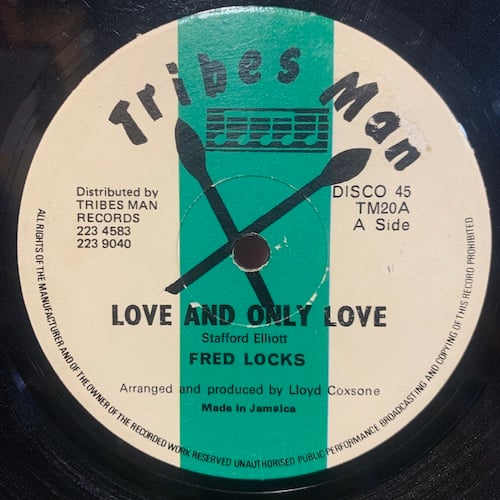 Tribes Man
Distributed by
TRIBES MAN
RECORDS
223 4583
223 9040
DISCO 45
TM20A
A Side
LOVE AND ONLY LOVE
Stafford Elliott
FRED LOCKS
Arranged and produced by Lloyd Coxsone
Made in Jamaica
ALL RIGHTS OF THE MANUFACTURER AND OF THE OWNER OF THE RECORDED WORK RESERVED UNAUTHORISED PUBLIC PERFORMANCE BROADCASTING AND COPYING OF THIS RECORD PROHIBITED